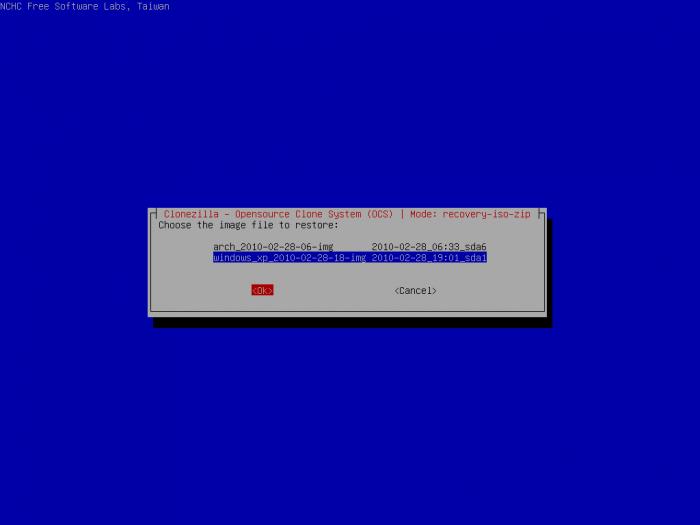 NCHC Free Software Labs, Taiwan
Clonezilla - Opensource Clone System (OCS) | Mode: recovery-iso-zip
Choose the image file to restore:
arch_2010-02-28-06-img 2010-02-28_06:33_sda6
windows_xp_2010-02-28-18-img 2010-02-28_19:01_sda1
<Ok> <Cancel>